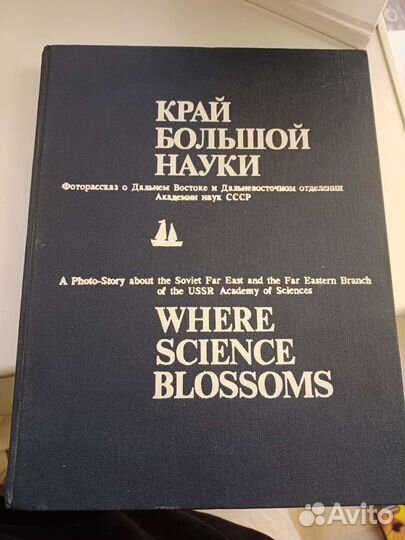 КРАЙ
БОЛЬШОЙ
НАУКИ
Фоторассказ о Дальнем Востоке и Дальневосточном отделении
Академии наук СССР
A Photo-Story about the Soviet Far East and the Far Eastern Branch
of the USSR Academy of Sciences
WHERE
SCIENCE
BLOSSOMS
Avito